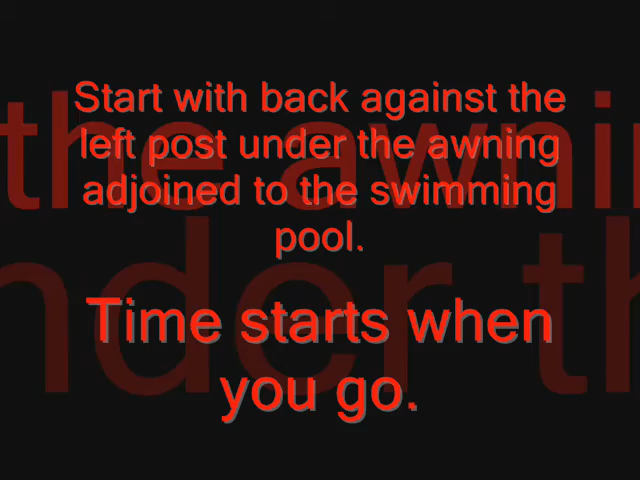 Start with back against the
left post under the awning
adjoined to the swimming
pool.
Time starts when
you go.